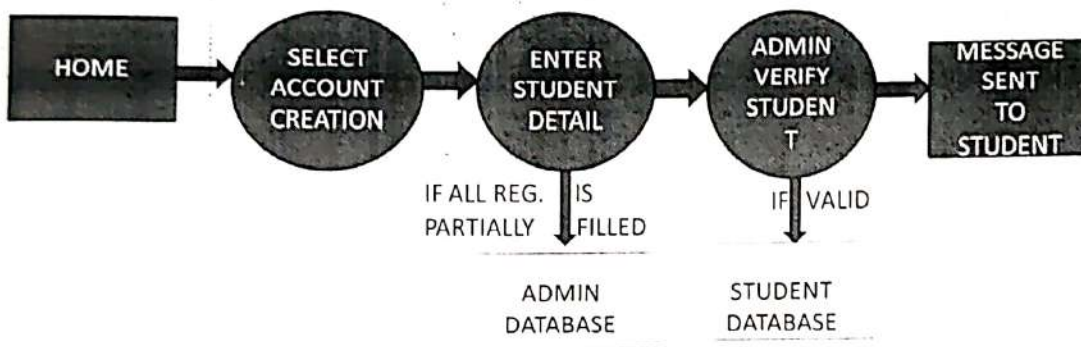 HOME
SELECT
ACCOUNT
CREATION
ENTER
STUDENT
DETAIL
ADMIN
VERIFY
STUDEN
T
MESSAGE
SENT
TO
STUDENT
IF ALL REG. IS
PARTIALLY FILLED
IF VALID
ADMIN
DATABASE
STUDENT
DATABASE